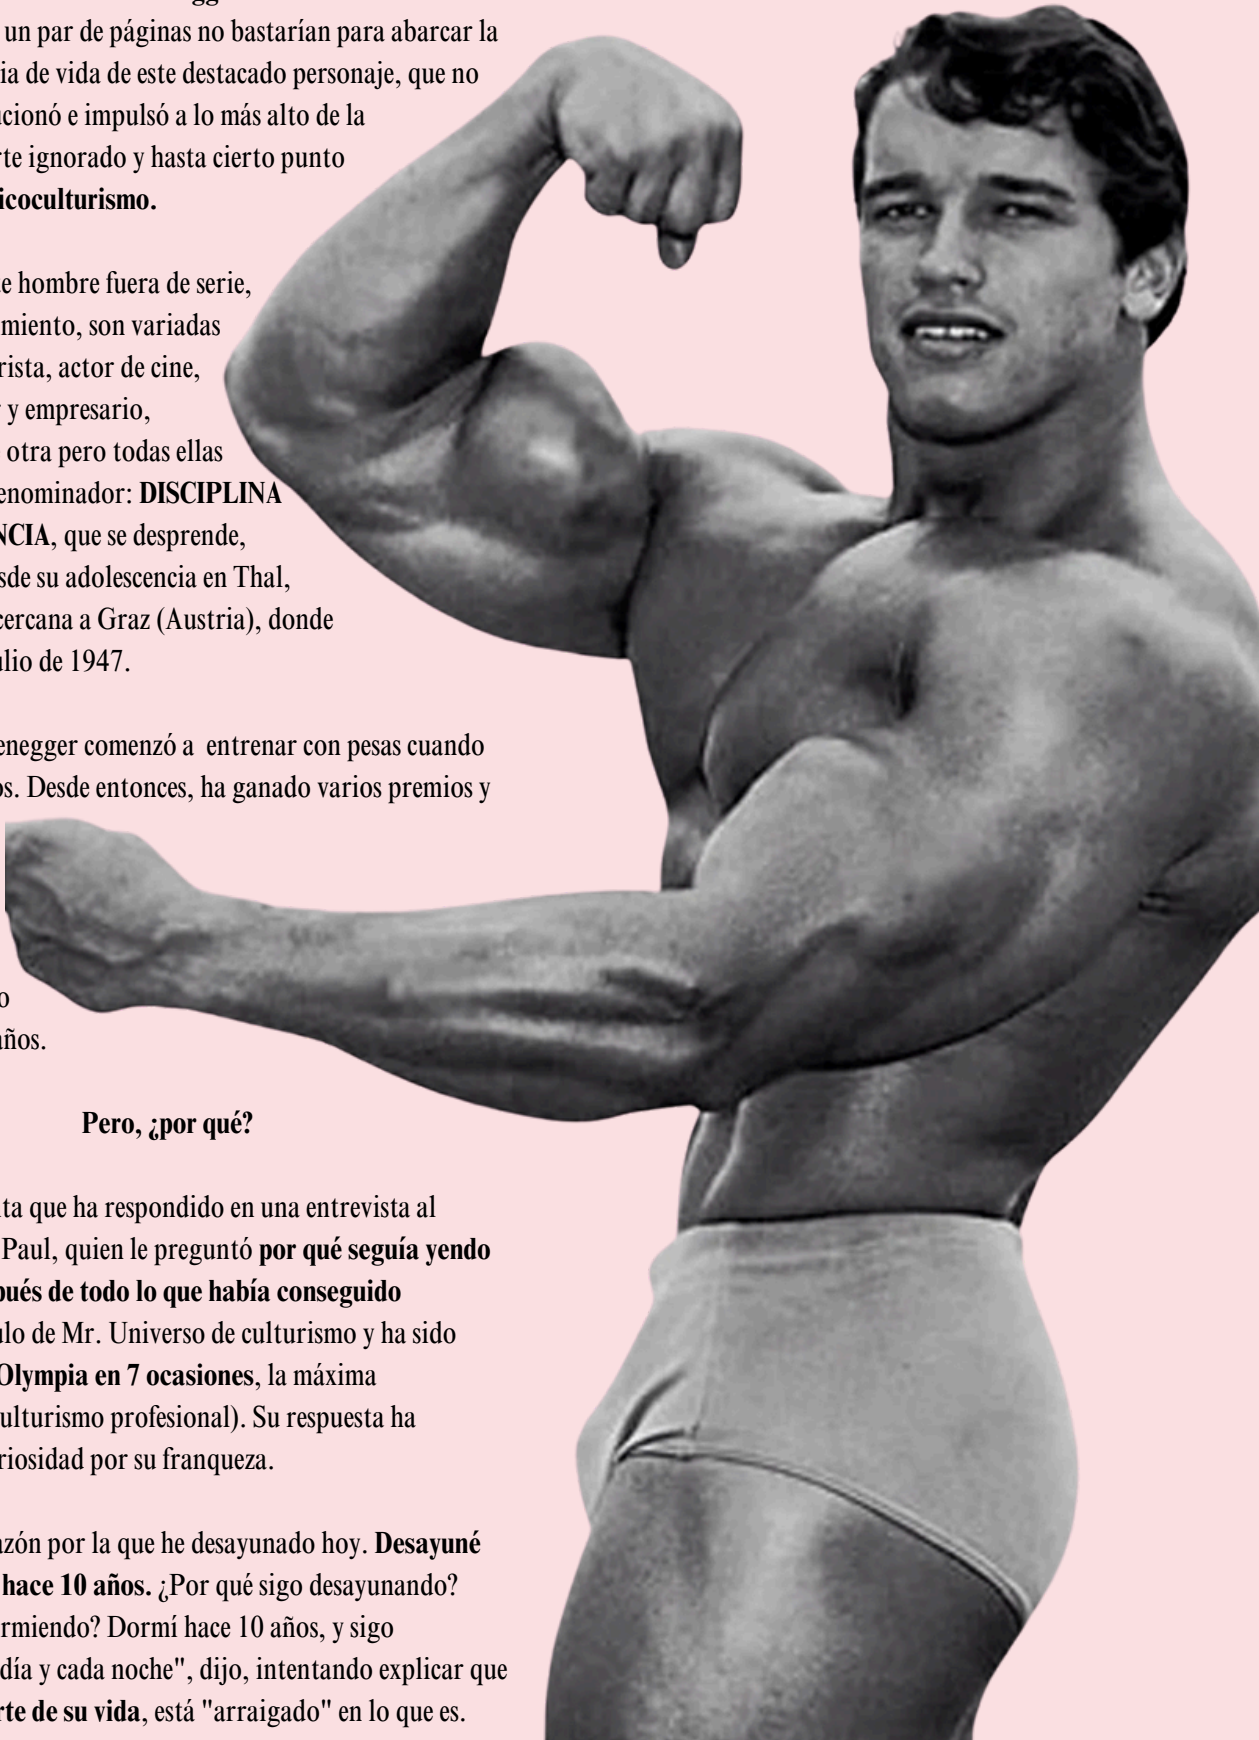 un par de páginas no bastarían para abarcar la
ia de vida de este destacado personaje, que no
ucionó e impulsó a lo más alto de la
rte ignorado y hasta cierto punto
icoculturismo.
e hombre fuera de serie,
miento, son variadas
rista, actor de cine,
y empresario,
otra pero todas ellas
enominador: DISCIPLINA
NCIA, que se desprende,
sde su adolescencia en Thal,
cercana a Graz (Austria), donde
ulio de 1947.
enegger comenzó a entrenar con pesas cuando
os. Desde entonces, ha ganado varios premios y
o
años.
Pero, ¿por qué?
ta que ha respondido en una entrevista al
Paul, quien le preguntó por qué seguía yendo
pués de todo lo que había conseguido
ulo de Mr. Universo de culturismo y ha sido
Olympia en 7 ocasiones, la máxima
ulturismo profesional). Su respuesta ha
riosidad por su franqueza.
azón por la que he desayunado hoy. Desayuné
hace 10 años. ¿Por qué sigo desayunando?
rmiendo? Dormí hace 10 años, y sigo
día y cada noche", dijo, intentando explicar que
rte de su vida, está "arraigado" en lo que es.